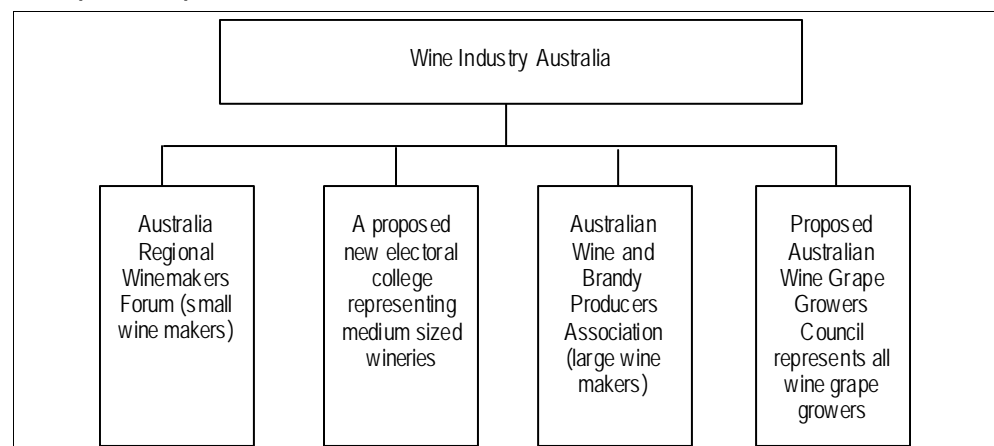 Wine Industry Australia
Australia
Regional
Winemakers
Forum (small
wine makers)
A proposed
new electoral
college
representing
medium sized
wineries
Australian
Wine and
Brandy
Producers
Association
(large wine
makers)
Proposed
Australian
Wine Grape
Growers
Council
represents all
wine grape
growers